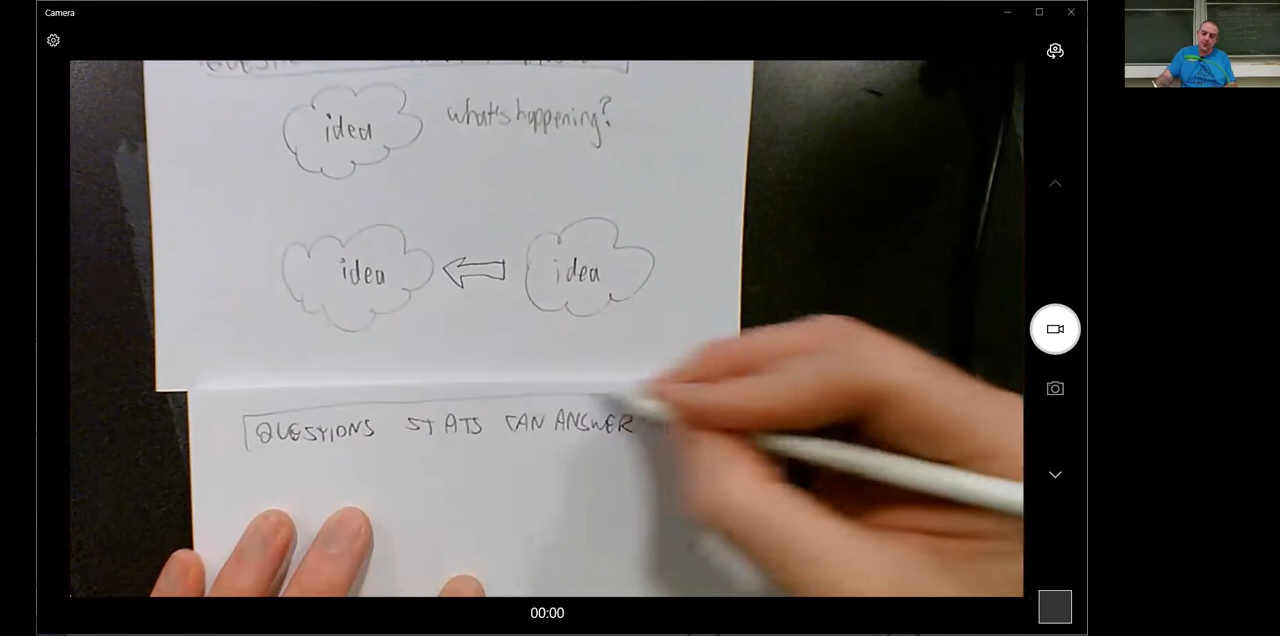 Camera
idea
what's happening?
idea
idea
QUESTIONS STATS CAN ANSWER
00:00